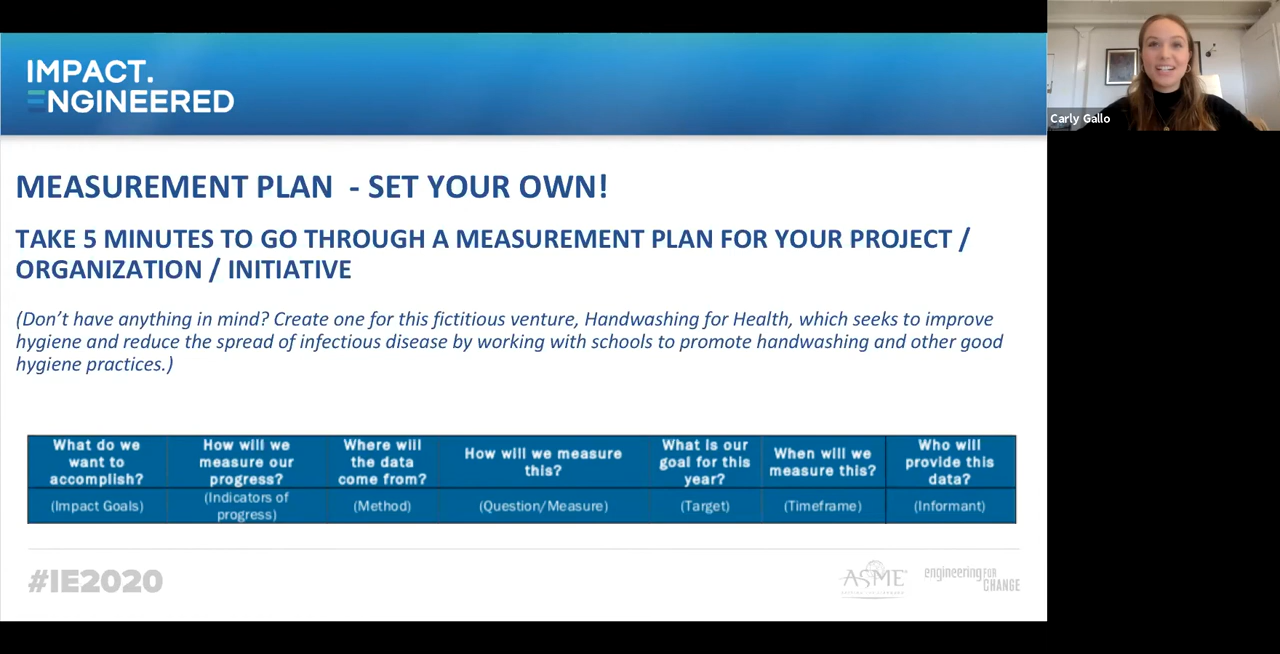 IMPACT.
ENGINEERED
Carly Gallo
MEASUREMENT PLAN - SET YOUR OWN!
TAKE 5 MINUTES TO GO THROUGH A MEASUREMENT PLAN FOR YOUR PROJECT /
ORGANIZATION / INITIATIVE
(Don't have anything in mind? Create one for this fictitious venture, Handwashing for Health, which seeks to improve
hygiene and reduce the spread of infectious disease by working with schools to promote handwashing and other good
hygiene practices.)
What do we
want to
accomplish?
(Impact Goals)
How will we
measure our
progress?
(Indicators of
progress)
Where will
the data
come from?
(Method)
How will we measure
this?
(Question/Measure)
What is our
goal for this
year?
(Target)
When will we
measure this?
(Timeframe)
Who will
provide this
data?
(Informant)
#IE2020
ASME
engineering FOR
CHANGE